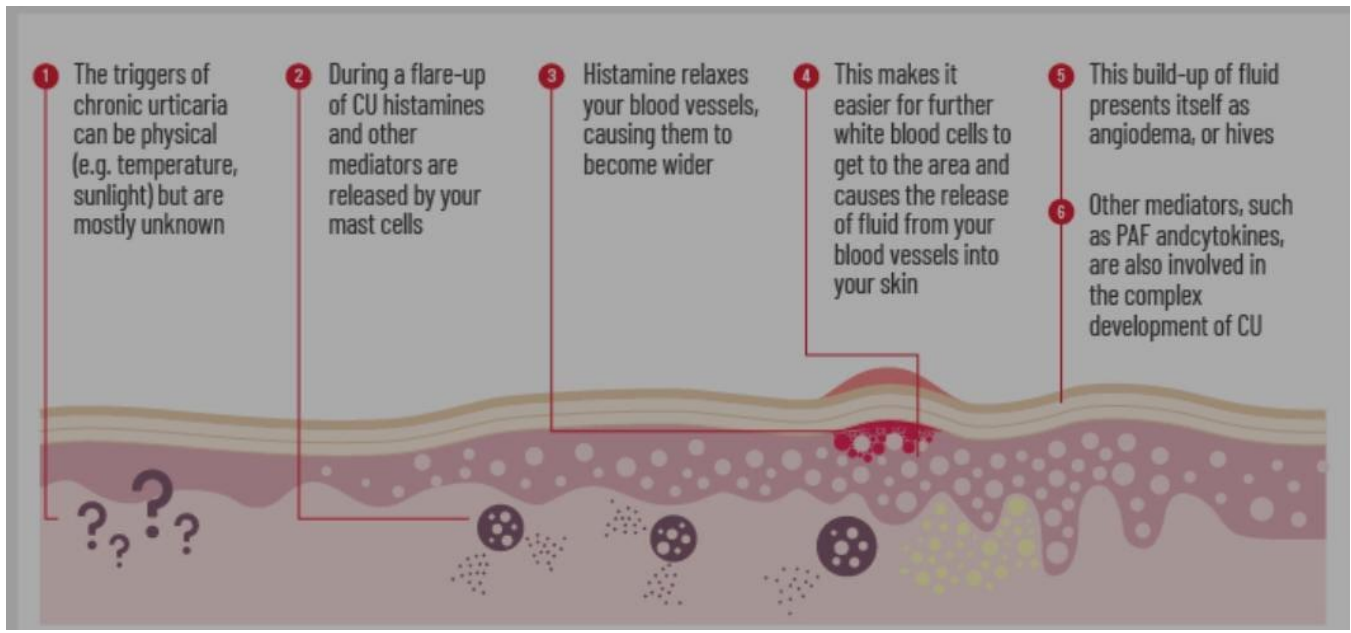 1
The triggers of
chronic urticaria
can be physical
(e.g. temperature,
sunlight) but are
mostly unknown
2
During a flare-up
of CU histamines
and other
mediators are
released by your
mast cells
3
Histamine relaxes
your blood vessels,
causing them to
become wider
4
This makes it
easier for further
white blood cells to
get to the area and
causes the release
of fluid from your
blood vessels into
your skin
5
This build-up of fluid
presents itself as
angiodema, or hives
6
Other mediators, such
as PAF andcytokines,
are also involved in
the complex
development of CU
? ? ? ?